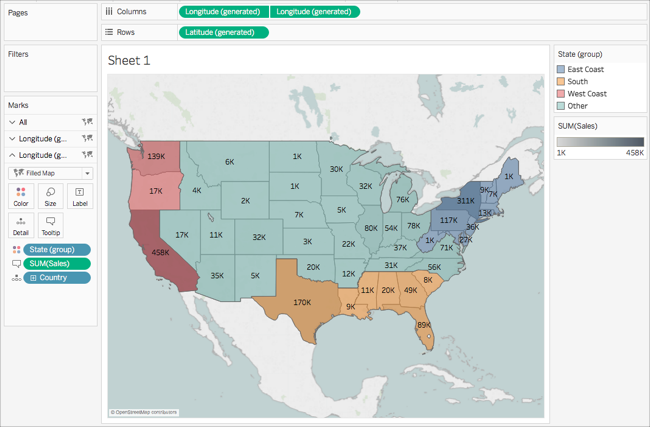 Pages
Columns
Longitude (generated) Longitude (generated)
Rows
Latitude (generated)
Filters
Marks
All
Longitude (g...
Longitude (g...
Filled Map
Color
Size
Label
Detail
Tooltip
State (group)
SUM(Sales)
Country
Sheet 1
139K
6K
1K
30K
1K
9K
7K
17K
4K
1K
32K
76K
311K
13K
2K
5K
117K
36K
17K
7K
80K
54K
78K
27K
458K
11K
32K
3K
22K
37K
1K
71K
20K
31K
56K
35K
5K
12K
8K
170K
9K
11K
20K
49K
89K
© OpenStreetMap contributors
State (group)
East Coast
South
West Coast
Other
SUM(Sales)
1K
458K